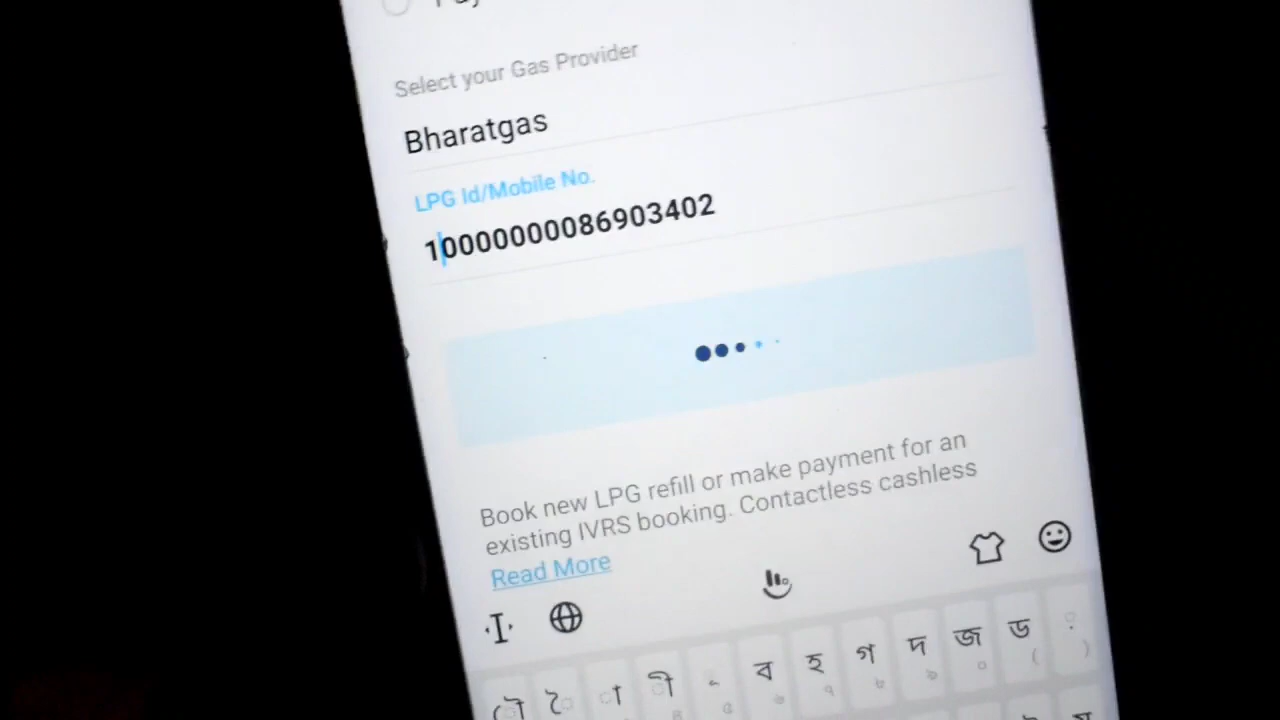 Select your Gas Provider
Bharatgas
LPG Id/Mobile No.
10000000086903402
Book new LPG refill or make payment for an
existing IVRS booking. Contactless cashless
Read More
ৌ ৈ া ী ূ ব হ গ দ জ ড